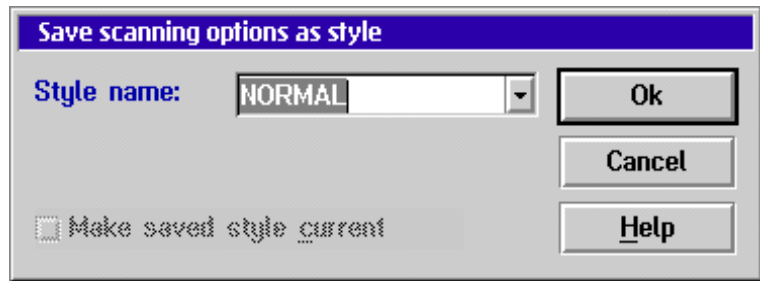 Save scanning options as style
Style name: NORMAL Ok
Cancel
Make saved style current Help